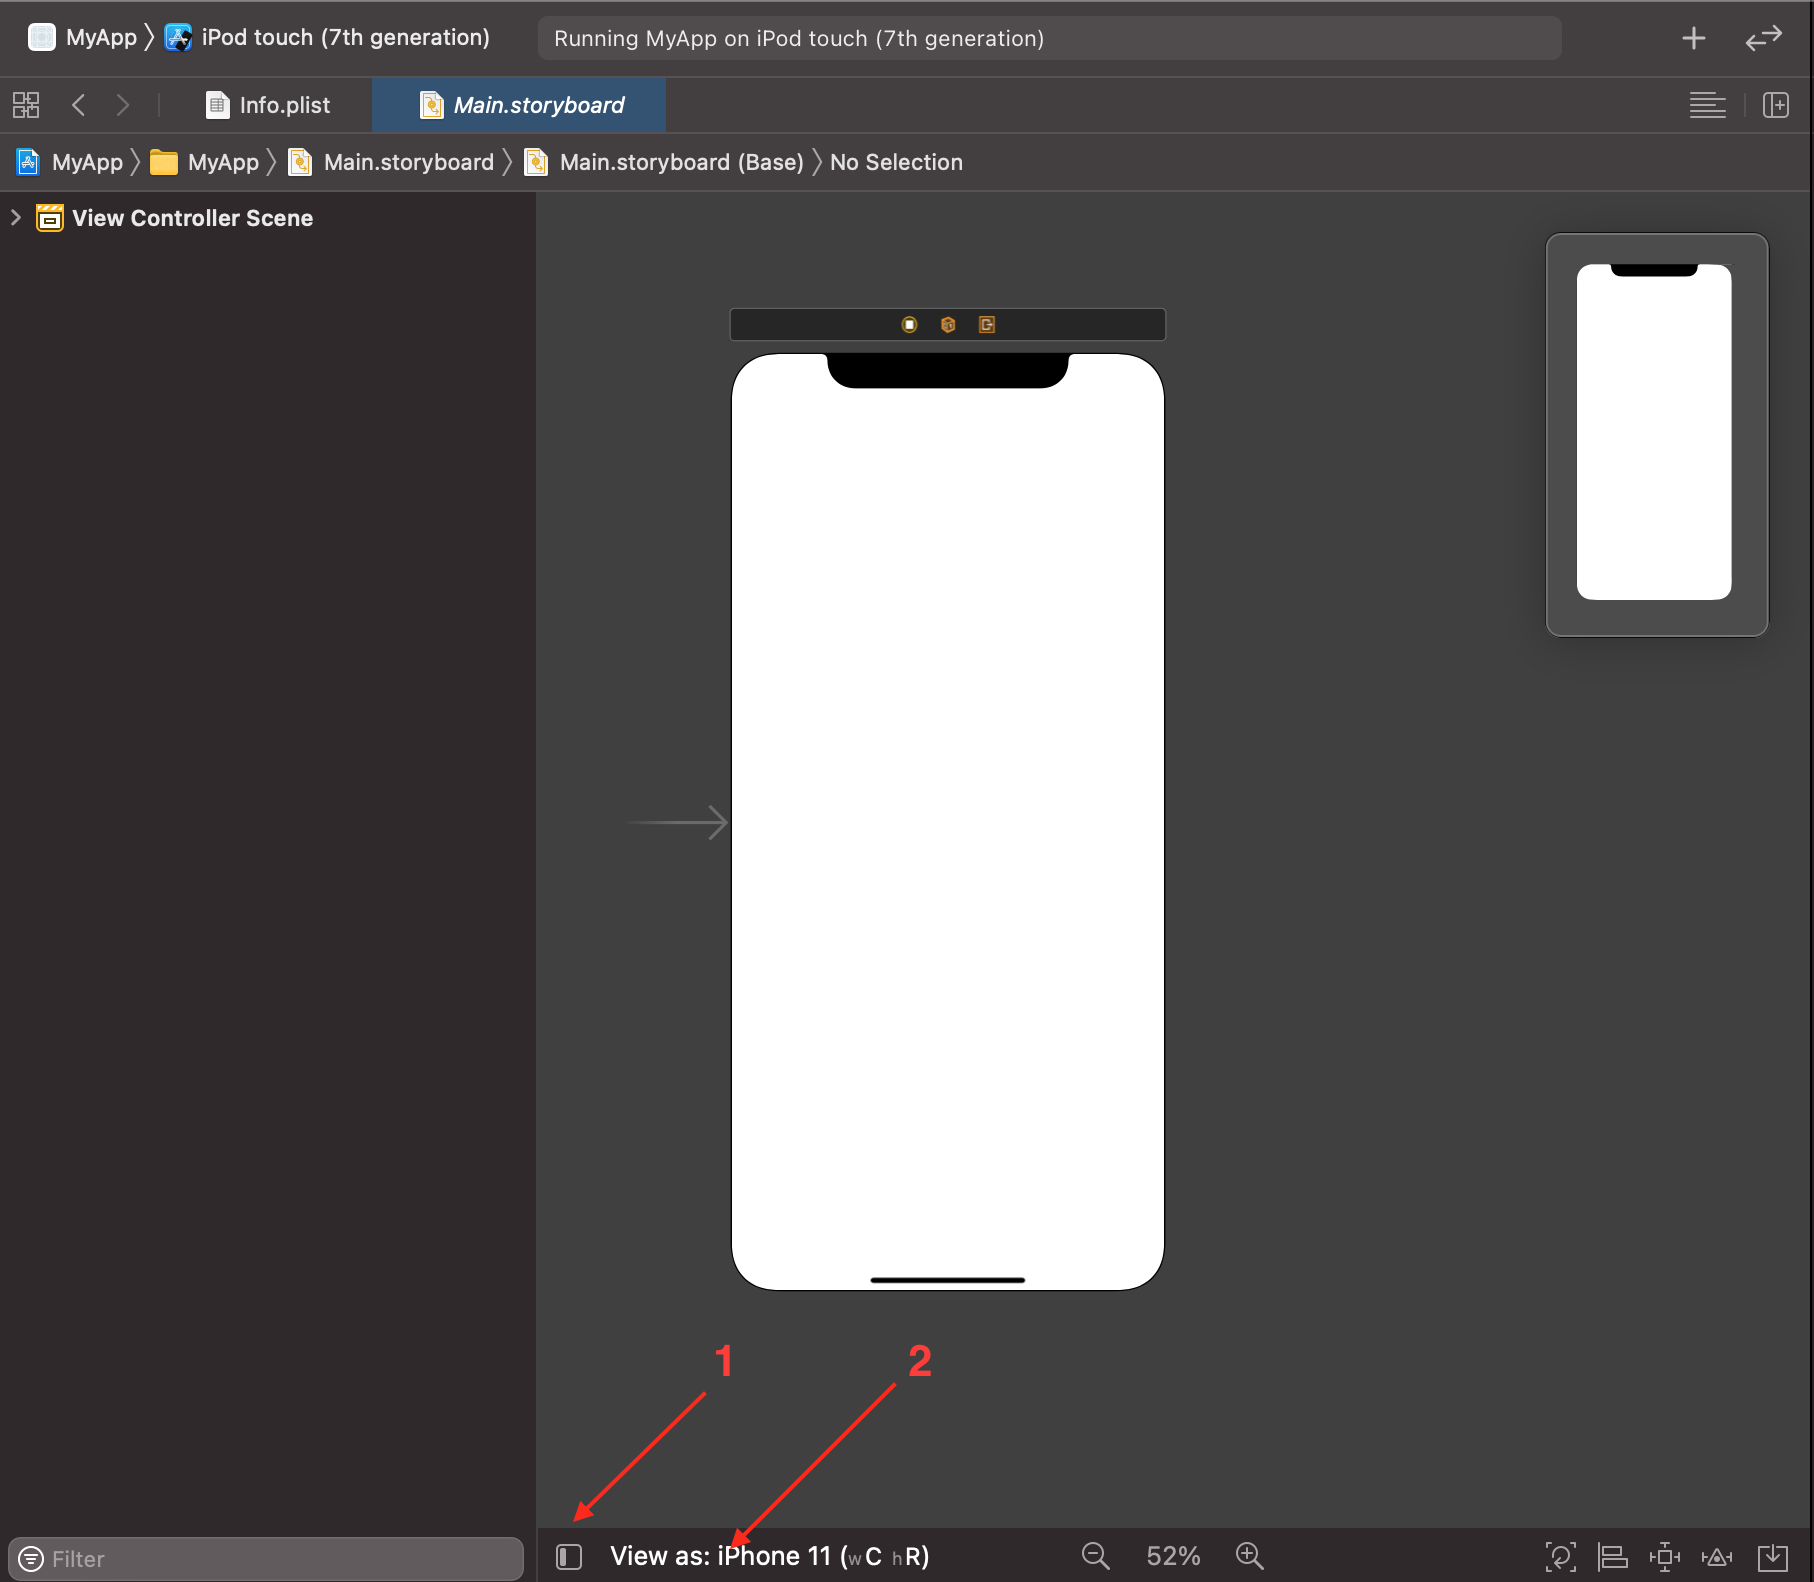 MyApp 〉 iPod touch (7th generation)
Running MyApp on iPod touch (7th generation)
Info.plist
Main.storyboard
MyApp 〉 MyApp 〉 Main.storyboard 〉 Main.storyboard (Base) 〉 No Selection
View Controller Scene
1
2
Filter
View as: iPhone 11 (wC hR)
52%